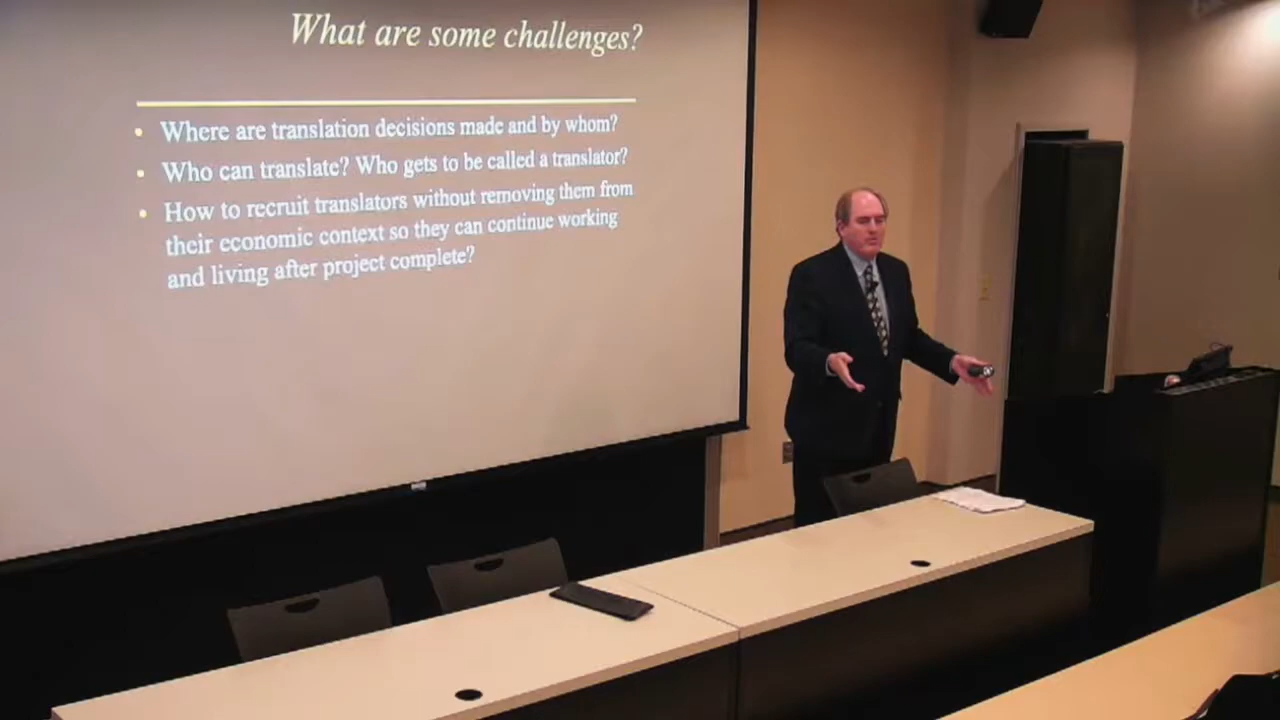 What are some challenges?
• Where are translation decisions made and by whom?
• Who can translate? Who gets to be called a translator?
• How to recruit translators without removing them from
their economic context so they can continue working
and living after project complete?